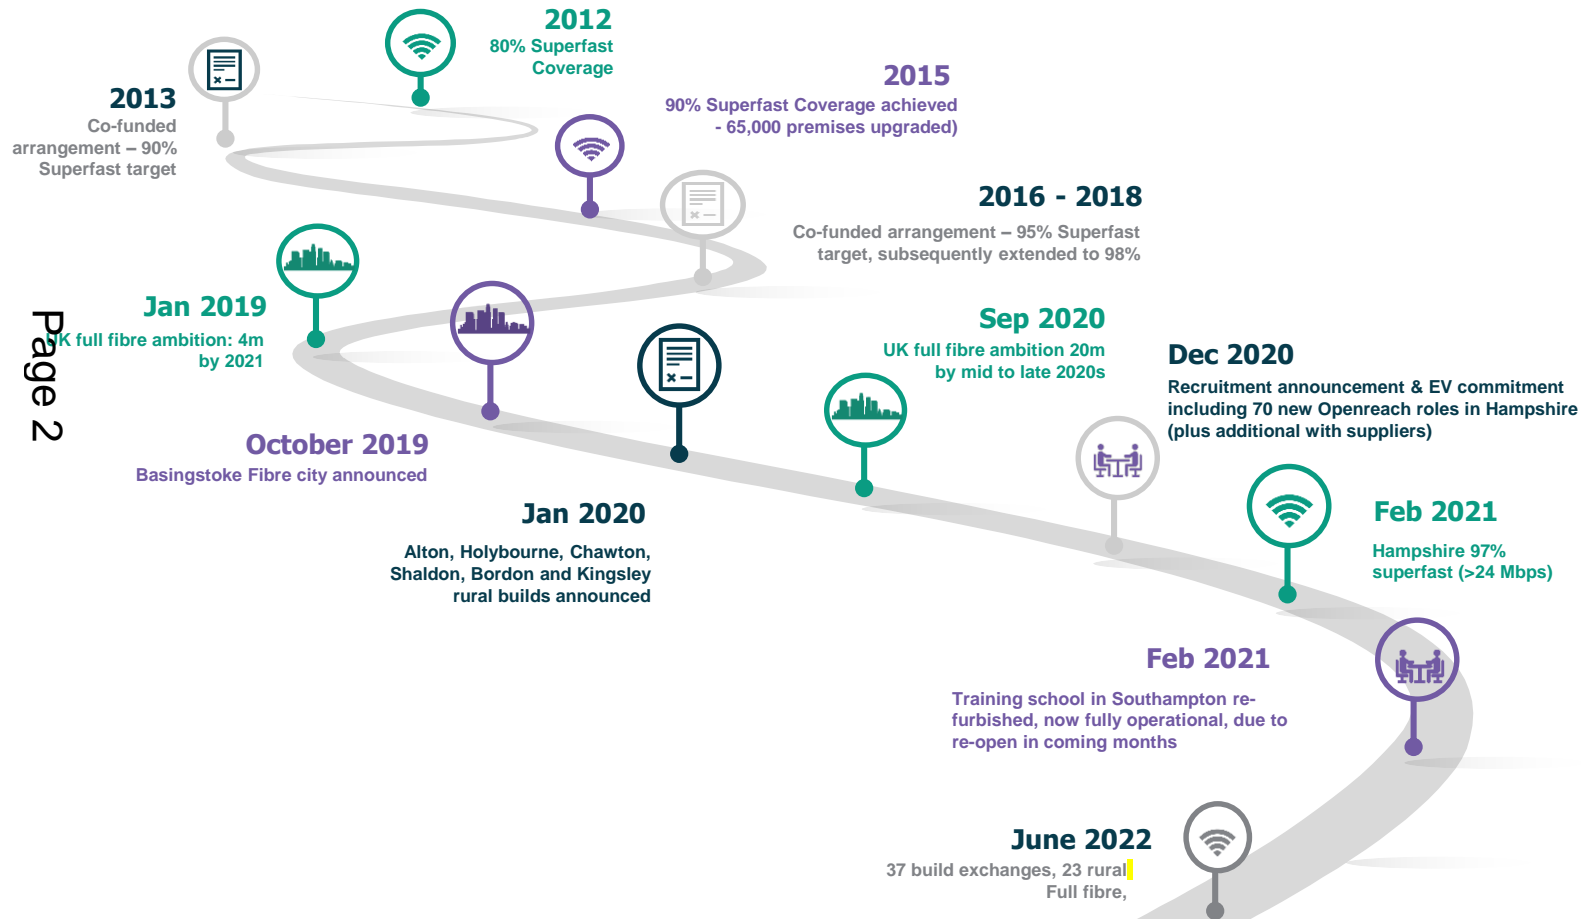 2012
80% Superfast
Coverage
2013
Co-funded
arrangement – 90%
Superfast target
2015
90% Superfast Coverage achieved
- 65,000 premises upgraded)
2016 - 2018
Co-funded arrangement – 95% Superfast
target, subsequently extended to 98%
Jan 2019
UK full fibre ambition: 4m
by 2021
October 2019
Basingstoke Fibre city announced
Jan 2020
Alton, Holybourne, Chawton,
Shaldon, Bordon and Kingsley
rural builds announced
Sep 2020
UK full fibre ambition 20m
by mid to late 2020s
Dec 2020
Recruitment announcement & EV commitment
including 70 new Openreach roles in Hampshire
(plus additional with suppliers)
Feb 2021
Hampshire 97%
superfast (>24 Mbps)
Feb 2021
Training school in Southampton re-
furbished, now fully operational, due to
re-open in coming months
June 2022
37 build exchanges, 23 rural
Full fibre,
Page 2